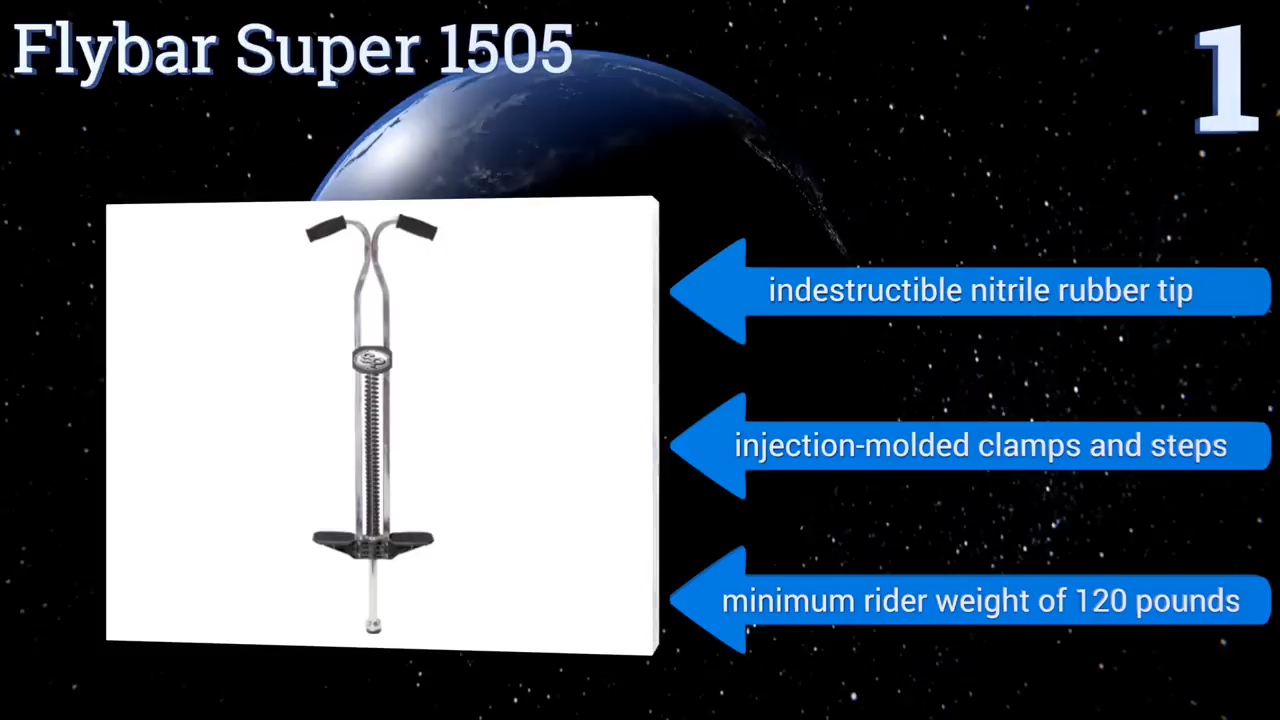 Flybar Super 1505
1
SP
indestructible nitrile rubber tip
injection-molded clamps and steps
minimum rider weight of 120 pounds